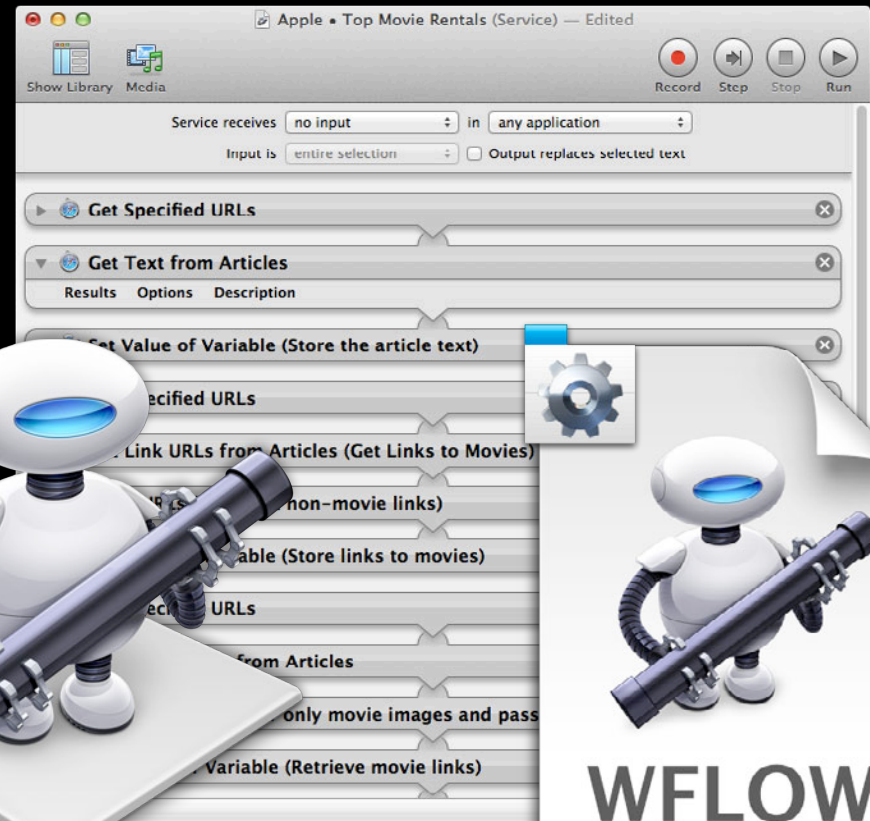 Apple • Top Movie Rentals (Service) — Edited
Show Library Media Record Step Stop Run
Service receives no input in any application
Input is entire selection Output replaces selected text
Get Specified URLs
Get Text from Articles
Results Options Description
Set Value of Variable (Store the article text)
URLs
Link URLs from Articles (Get Links to Movies)
non-movie links)
(Store links to movies)
URLs
from Articles
only movie images and pass
Variable (Retrieve movie links)
WFLOW